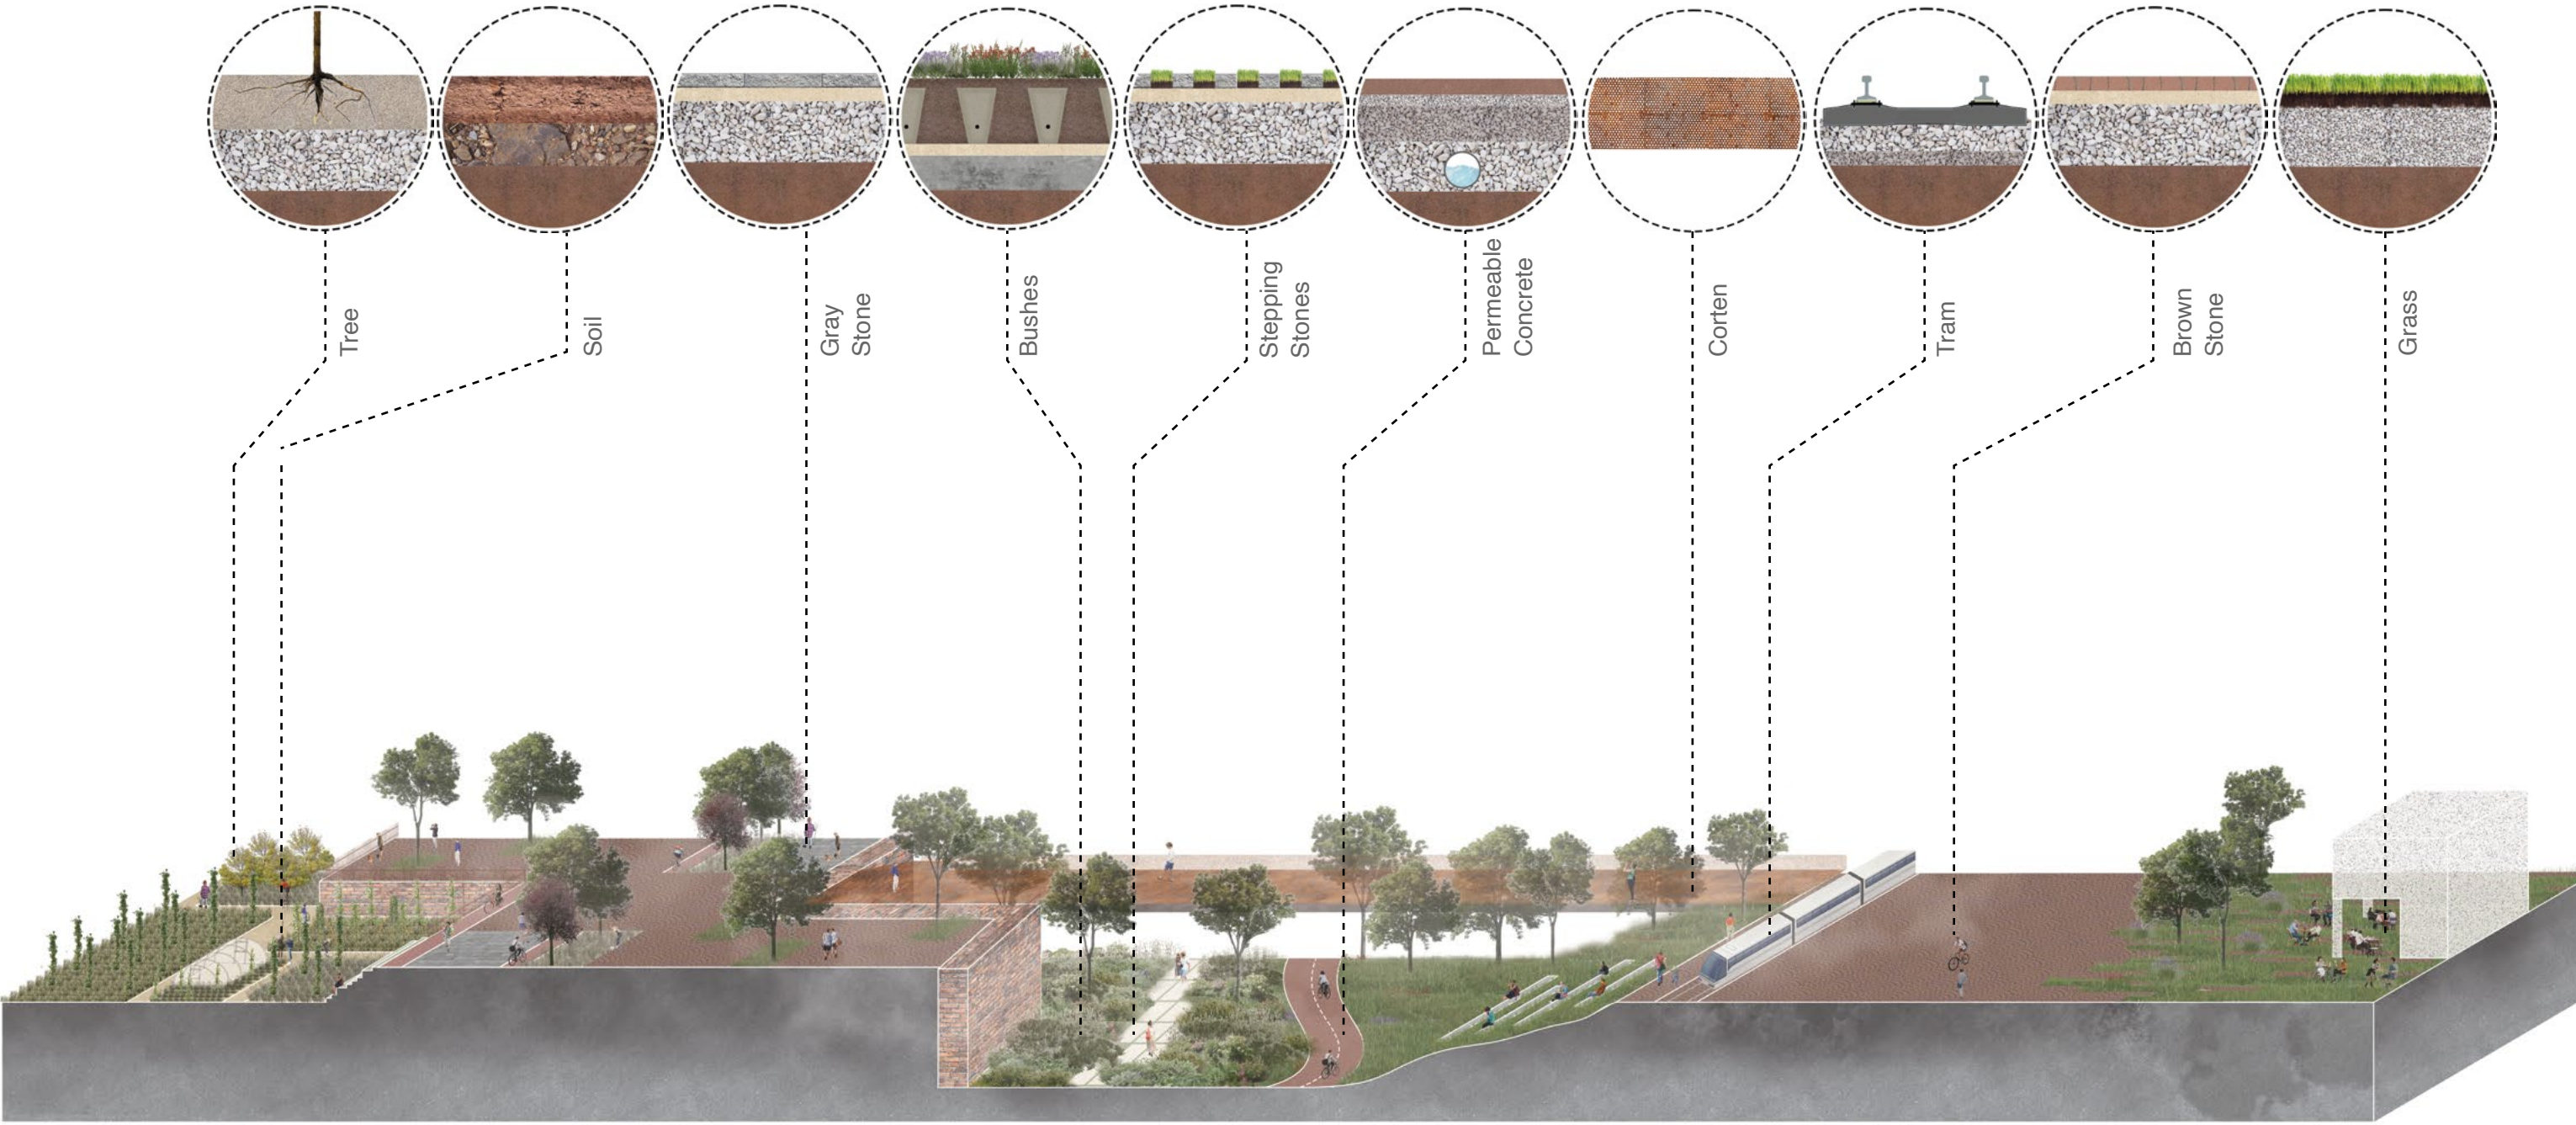 Tree
Soil
Gray
Stone
Bushes
Stepping
Stones
Permeable
Concrete
Corten
Tram
Brown
Stone
Grass